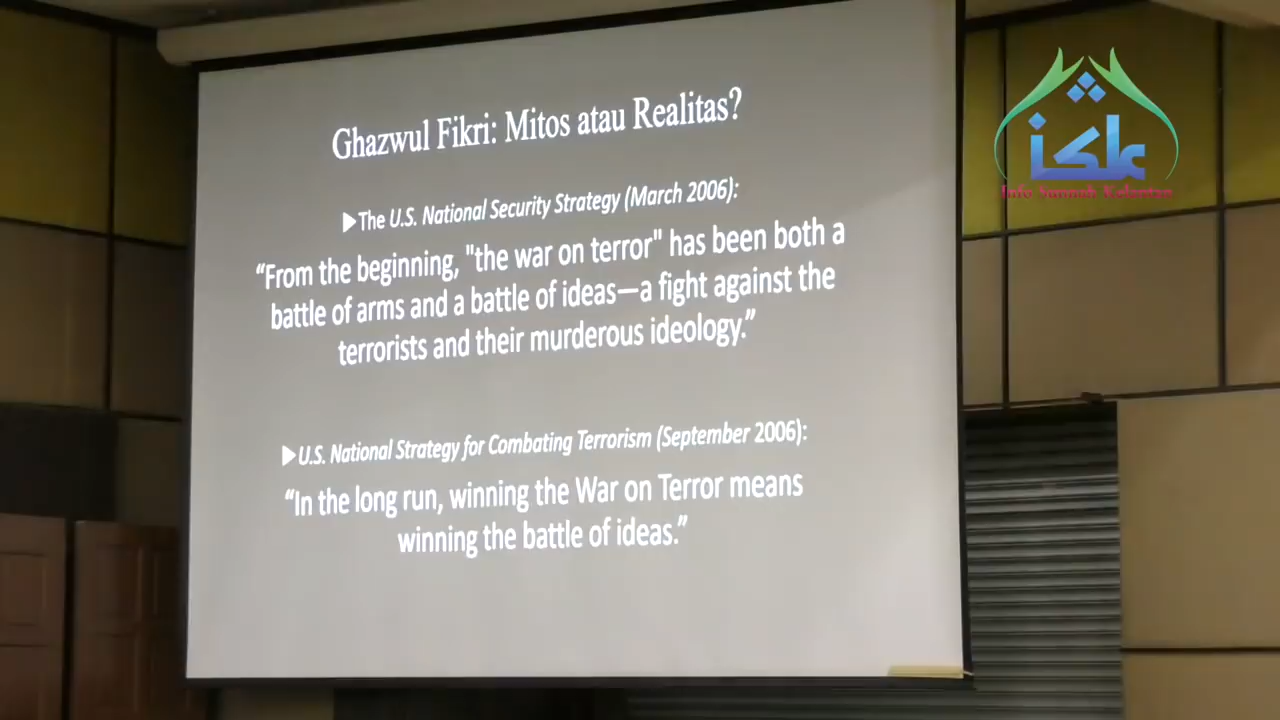 Ghazwul Fikri: Mitos atau Realitas?
The U.S. National Security Strategy (March 2006):
“From the beginning, "the war on terror" has been both a
battle of arms and a battle of ideas—a fight against the
terrorists and their murderous ideology.”
U.S. National Strategy for Combating Terrorism (September 2006):
“In the long run, winning the War on Terror means
winning the battle of ideas.”
Info Sunnah Kelantan